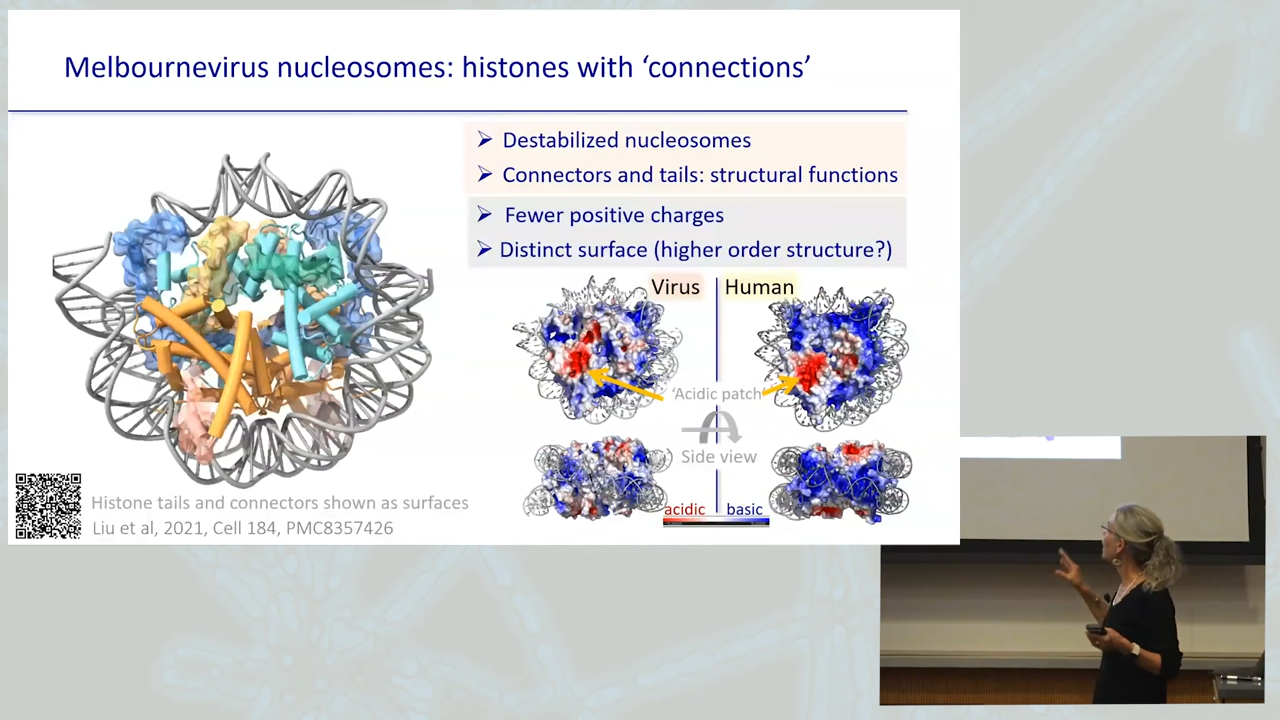 Melbournevirus nucleosomes: histones with ‘connections’
➢ Destabilized nucleosomes
➢ Connectors and tails: structural functions
➢ Fewer positive charges
➢ Distinct surface (higher order structure?)
Virus Human
‘Acidic patch’
Side view
acidic basic
Histone tails and connectors shown as surfaces
Liu et al, 2021, Cell 184, PMC8357426